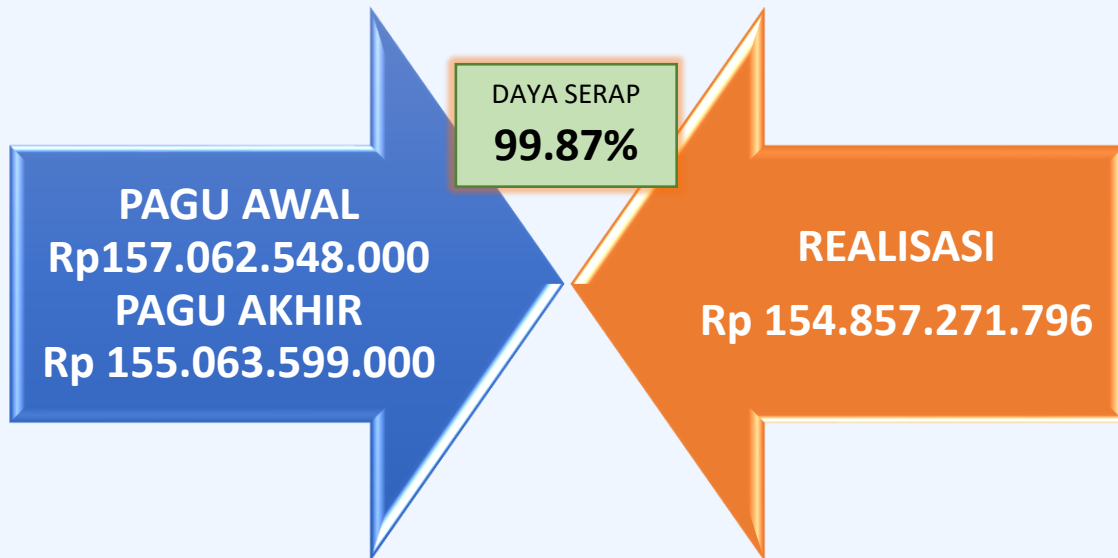 DAYA SERAP
99.87%
PAGU AWAL
Rp157.062.548.000
PAGU AKHIR
Rp 155.063.599.000
REALISASI
Rp 154.857.271.796